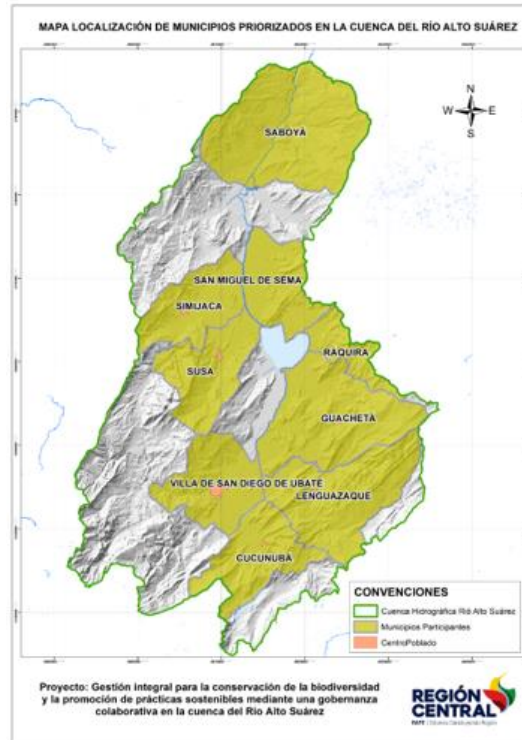 MAPA LOCALIZACIÓN DE MUNICIPIOS PRIORIZADOS EN LA CUENCA DEL RÍO ALTO SUÁREZ
N
W E
S
SABOYÁ
SAN MIGUEL DE SEMA
SIMIJACA
RAQUIRA
SUSA
GUACHETÁ
VILLA DE SAN DIEGO DE UBATE
LENGUAZAQUE
CUCUNUBÁ
CONVENCIONES
Cuenca Hidrográfica Rió Alto Suárez
Municipios Participantes
CentroPoblado
Proyecto: Gestión integral para la conservación de la biodiversidad
y la promoción de prácticas sostenibles mediante una gobernanza
colaborativa en la cuenca del Río Alto Suárez
REGIÓN
CENTRAL